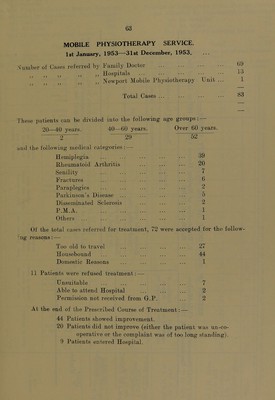 65
MOBILE PHYSIOTHERAPY SERVICE.
1st January, 1953—31st December, 1953. ...
Number of Cases referred by Family Doctor ... ... ... 69
,, ,, ,, ,, ,, Hospitals ... ... ... ... 13
,, ,, ,, ,, ,, Newport Mobile Physiotherapy Unit ... 1
Total Cases ... ... ... 83
These patients can be divided into the following age groups:—
20—40 years. 40—60 years. Over 60 years.
2 29 52
and the following medical categories:—
Hemiplegia ... ... ... ... 38
Rheumatoid Arthritis ... ... ... 20
Senility ... ... ... ... 7
Fractures ... ... ... ... 6
Paraplegics ... ... ... ... 2
Parkinson's Disease ... ... ... 5
Disseminated Sclerosis ... ... ... 2
P.M.A. ... ... ... ... 1
Others ... ... ... ... 1
Of the total cases referred for treatment, 72 were accepted for the follow-
ing reasons:—
Too old to travel ... ... ... 27
Housebound ... ... ... ... 44
Domestic Reasons ... ... ... 1
11 Patients were refused treatment:—
Unsuitable ... ... ... ... 7
Able to attend Hospital ... ... ... 2
Permission not received from G.P. ... ... 2
At the end of the Prescribed Course of Treatment:—
44 Patients showed improvement.
20 Patients did not improve (either the patient was un-co-
operative or the complaint was of too long standing).
9 Patients entered Hospital.